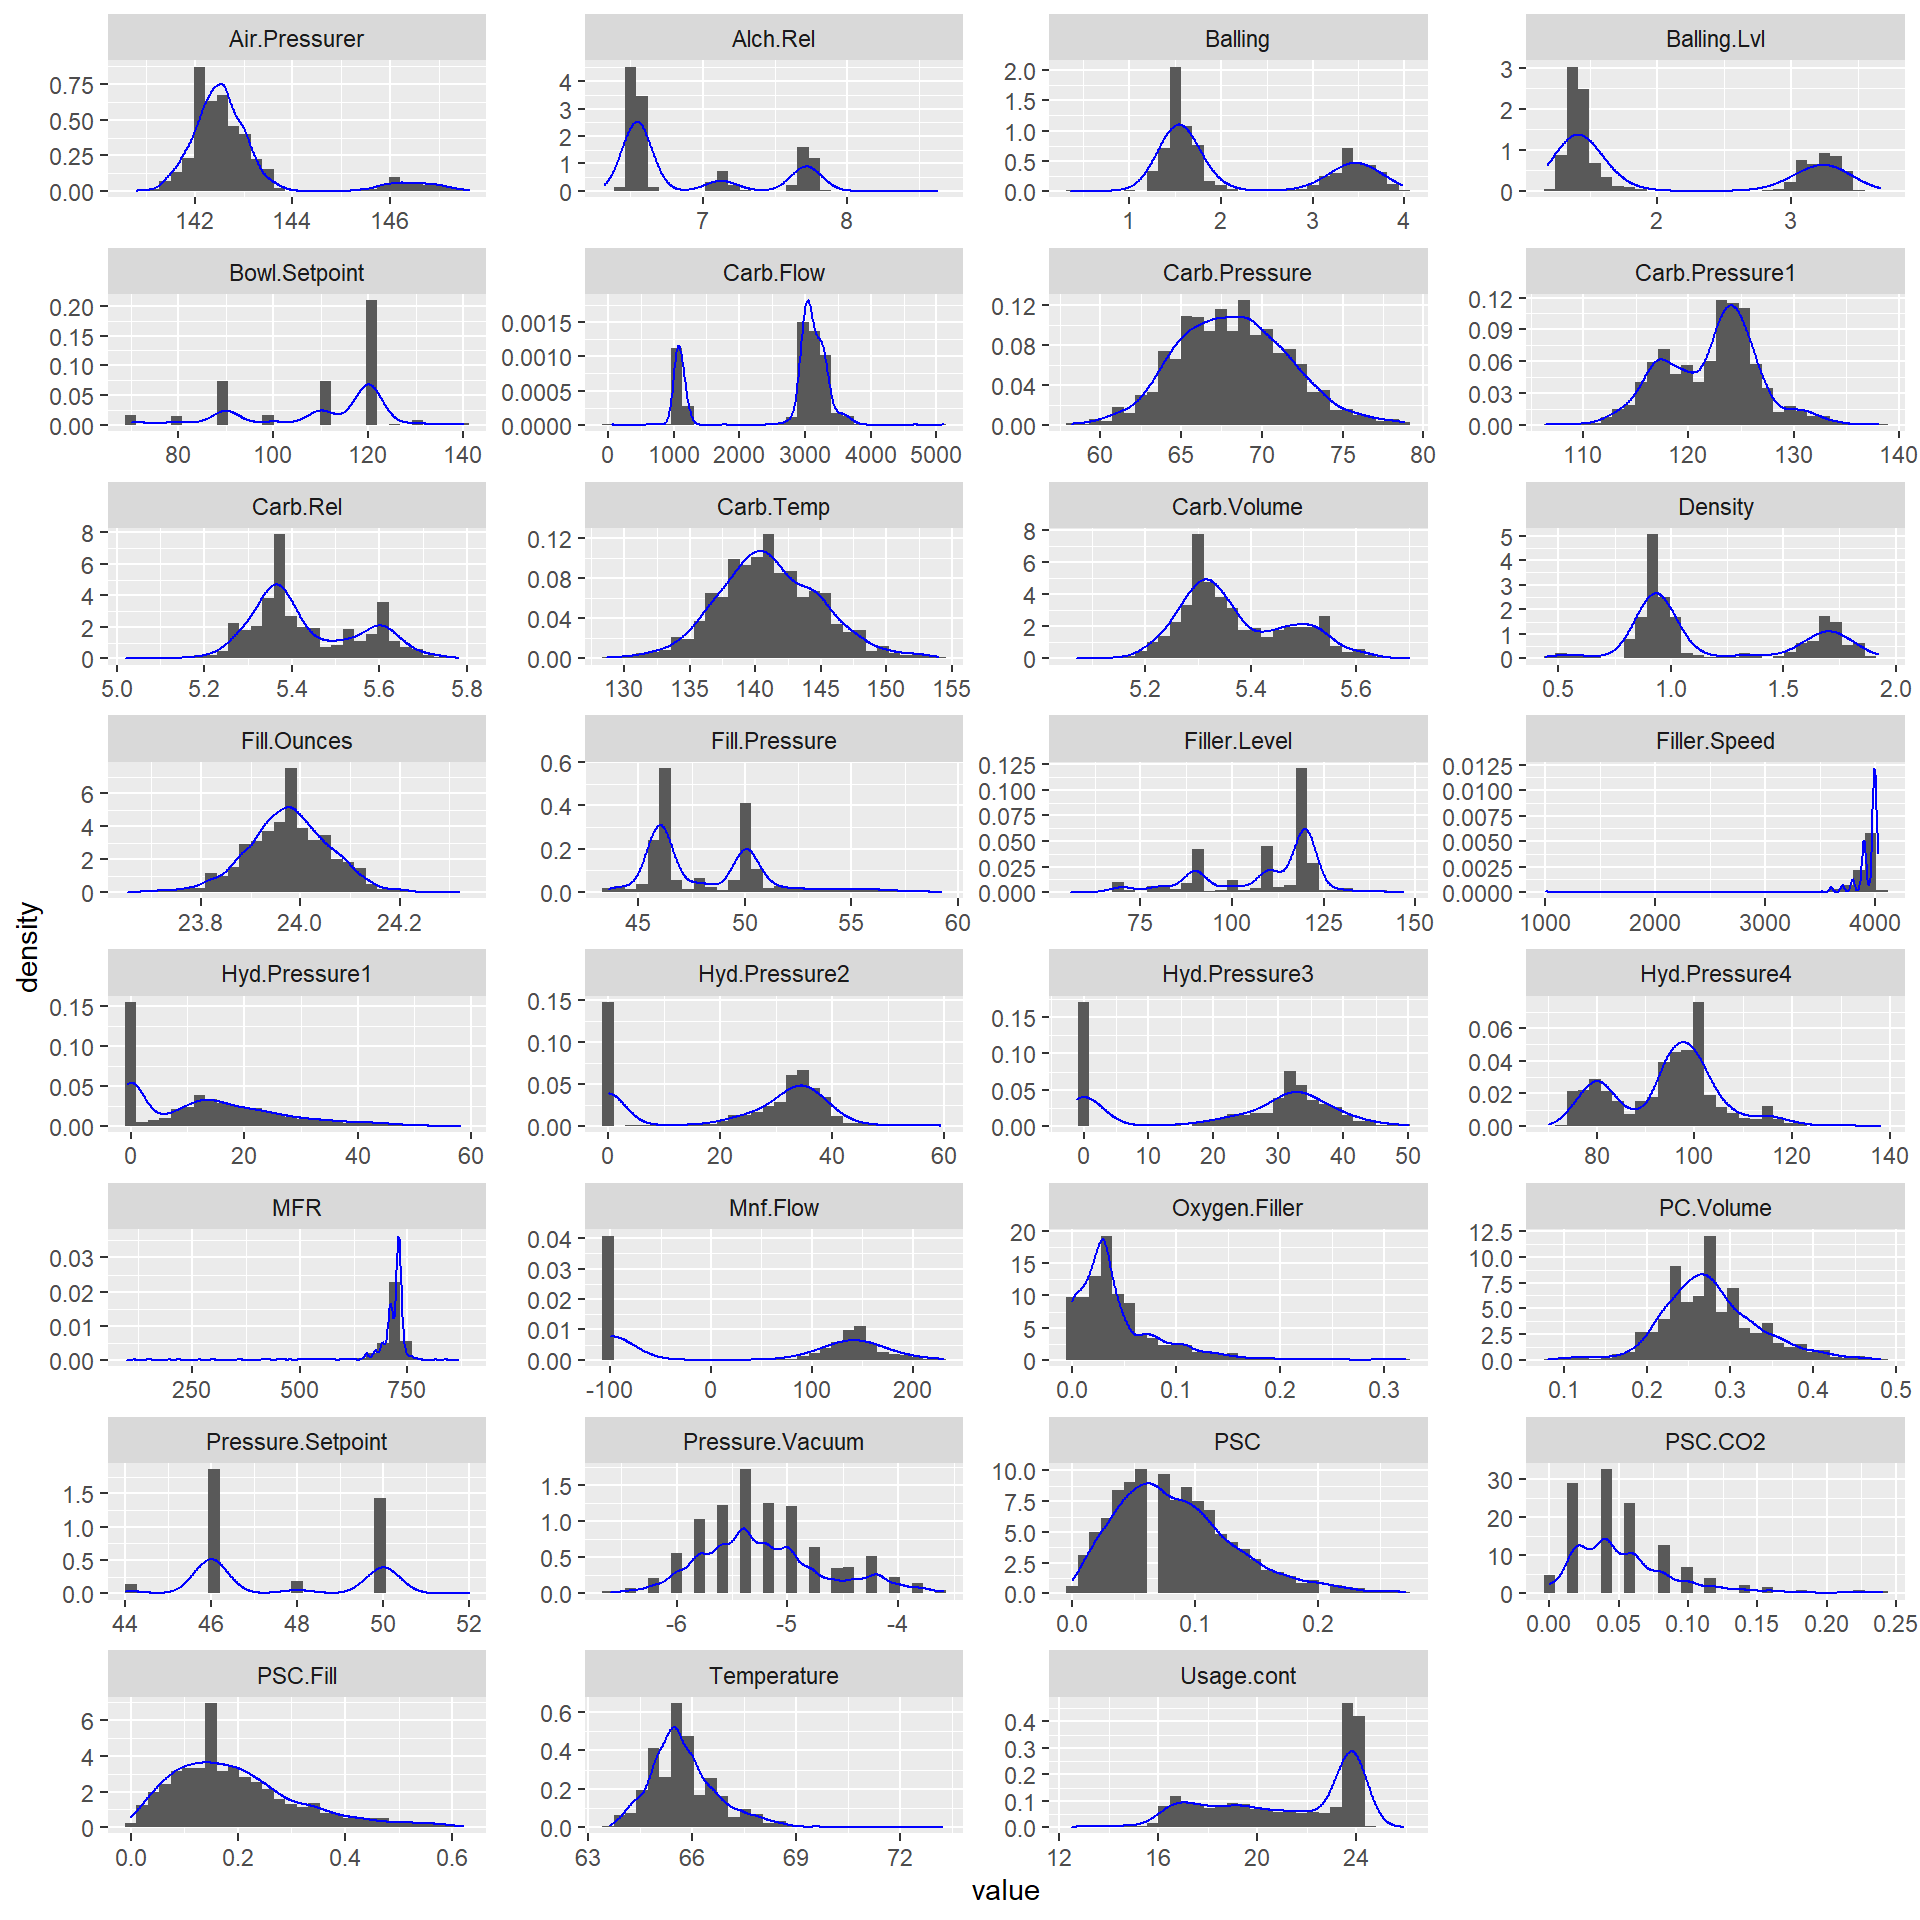 Air.Pressurer Alch.Rel Balling Balling.Lvl
0.75 4 2.0 3
0.50 3 1.5 2
0.25 2 1.0 1
0.00 1 0.5 0
0 0.0
142 144 146 7 8 1 2 3 4 2 3
Bowl.Setpoint Carb.Flow Carb.Pressure Carb.Pressure1
0.20 0.0015 0.12 0.12
0.15 0.0010 0.08 0.09
0.10 0.0005 0.04 0.06
0.05 0.0000 0.00 0.03
0.00 0.00
80 100 120 140 0 1000 2000 3000 4000 5000 60 65 70 75 80 110 120 130 140
Carb.Rel Carb.Temp Carb.Volume Density
8 0.12 8 5
6 0.08 6 4
4 0.04 4 3
2 0.00 2 2
0 0 1
0
5.0 5.2 5.4 5.6 5.8 130 135 140 145 150 155 5.2 5.4 5.6 0.5 1.0 1.5 2.0
Fill.Ounces Fill.Pressure Filler.Level Filler.Speed
6 0.6 0.125 0.0125
4 0.4 0.100 0.0100
2 0.2 0.075 0.0075
0 0.0 0.050 0.0050
0.025 0.0025
0.000 0.0000
23.8 24.0 24.2 45 50 55 60 75 100 125 150 1000 2000 3000 4000
density
Hyd.Pressure1 Hyd.Pressure2 Hyd.Pressure3 Hyd.Pressure4
0.15 0.15 0.15 0.06
0.10 0.10 0.10 0.04
0.05 0.05 0.05 0.02
0.00 0.00 0.00 0.00
0 20 40 60 0 20 40 60 0 10 20 30 40 50 80 100 120 140
MFR Mnf.Flow Oxygen.Filler PC.Volume
0.03 0.04 20 12.5
0.02 0.03 15 10.0
0.01 0.02 10 7.5
0.00 0.01 5 5.0
0.00 0 2.5
0.0
250 500 750 -100 0 100 200 0.0 0.1 0.2 0.3 0.1 0.2 0.3 0.4 0.5
Pressure.Setpoint Pressure.Vacuum PSC PSC.CO2
1.5 1.5 10.0 30
1.0 1.0 7.5 20
0.5 0.5 5.0 10
0.0 0.0 2.5 0
0.0
44 46 48 50 52 -6 -5 -4 0.0 0.1 0.2 0.00 0.05 0.10 0.15 0.20 0.25
PSC.Fill Temperature Usage.cont
6 0.6 0.4
4 0.4 0.3
2 0.2 0.2
0 0.0 0.1
0.0
0.0 0.2 0.4 0.6 63 66 69 72 12 16 20 24
value